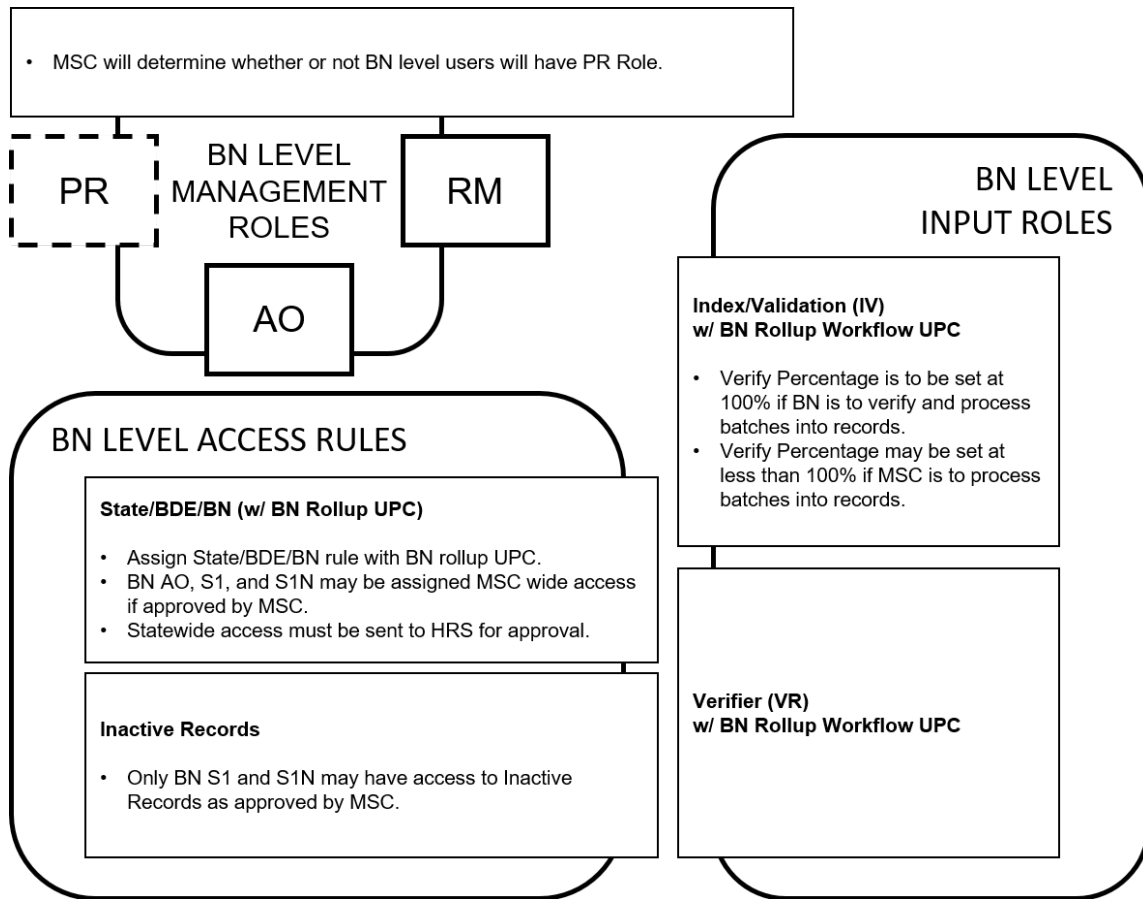 • MSC will determine whether or not BN level users will have PR Role.
PR
BN LEVEL
MANAGEMENT
ROLES
RM
AO
BN LEVEL ACCESS RULES
State/BDE/BN (w/ BN Rollup UPC)
• Assign State/BDE/BN rule with BN rollup UPC.
• BN AO, S1, and S1N may be assigned MSC wide access
if approved by MSC.
• Statewide access must be sent to HRS for approval.
Inactive Records
• Only BN S1 and S1N may have access to Inactive
Records as approved by MSC.
BN LEVEL
INPUT ROLES
Index/Validation (IV)
w/ BN Rollup Workflow UPC
• Verify Percentage is to be set at
100% if BN is to verify and process
batches into records.
• Verify Percentage may be set at
less than 100% if MSC is to process
batches into records.
Verifier (VR)
w/ BN Rollup Workflow UPC